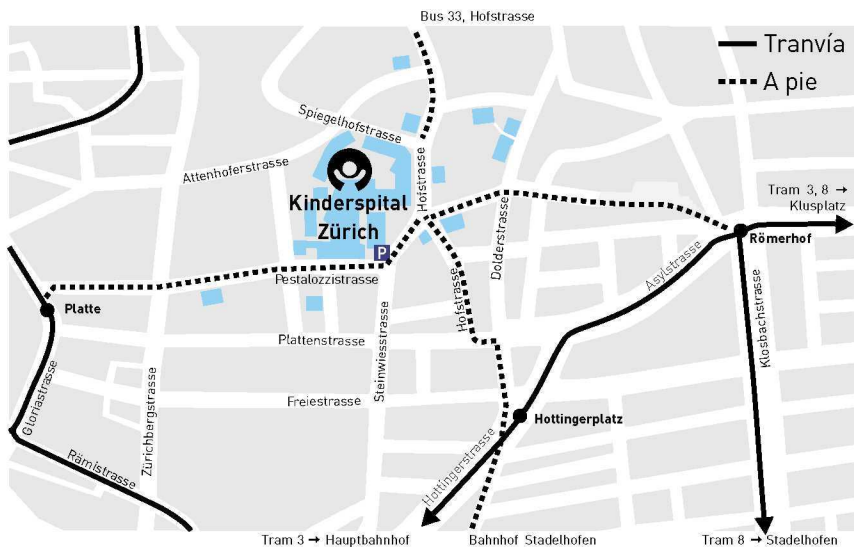 Bus 33, Hofstrasse
Tranvía
A pie
Spiegelhofstrasse
Attenhoferstrasse
Hofstrasse
Kinderspital
Zürich
P
Dolderstrasse
Tram 3, 8 →
Klusplatz
Römerhof
Asylstrasse
Pestalozzistrasse
Hofstrasse
Platte
Plattenstrasse
Steinwiesstrasse
Klosbachstrasse
Gloriastrasse
Zürichbergstrasse
Freiestrasse
Hottingerplatz
Rämistrasse
Hottingerstrasse
Tram 3 → Hauptbahnhof
Bahnhof Stadelhofen
Tram 8 → Stadelhofen